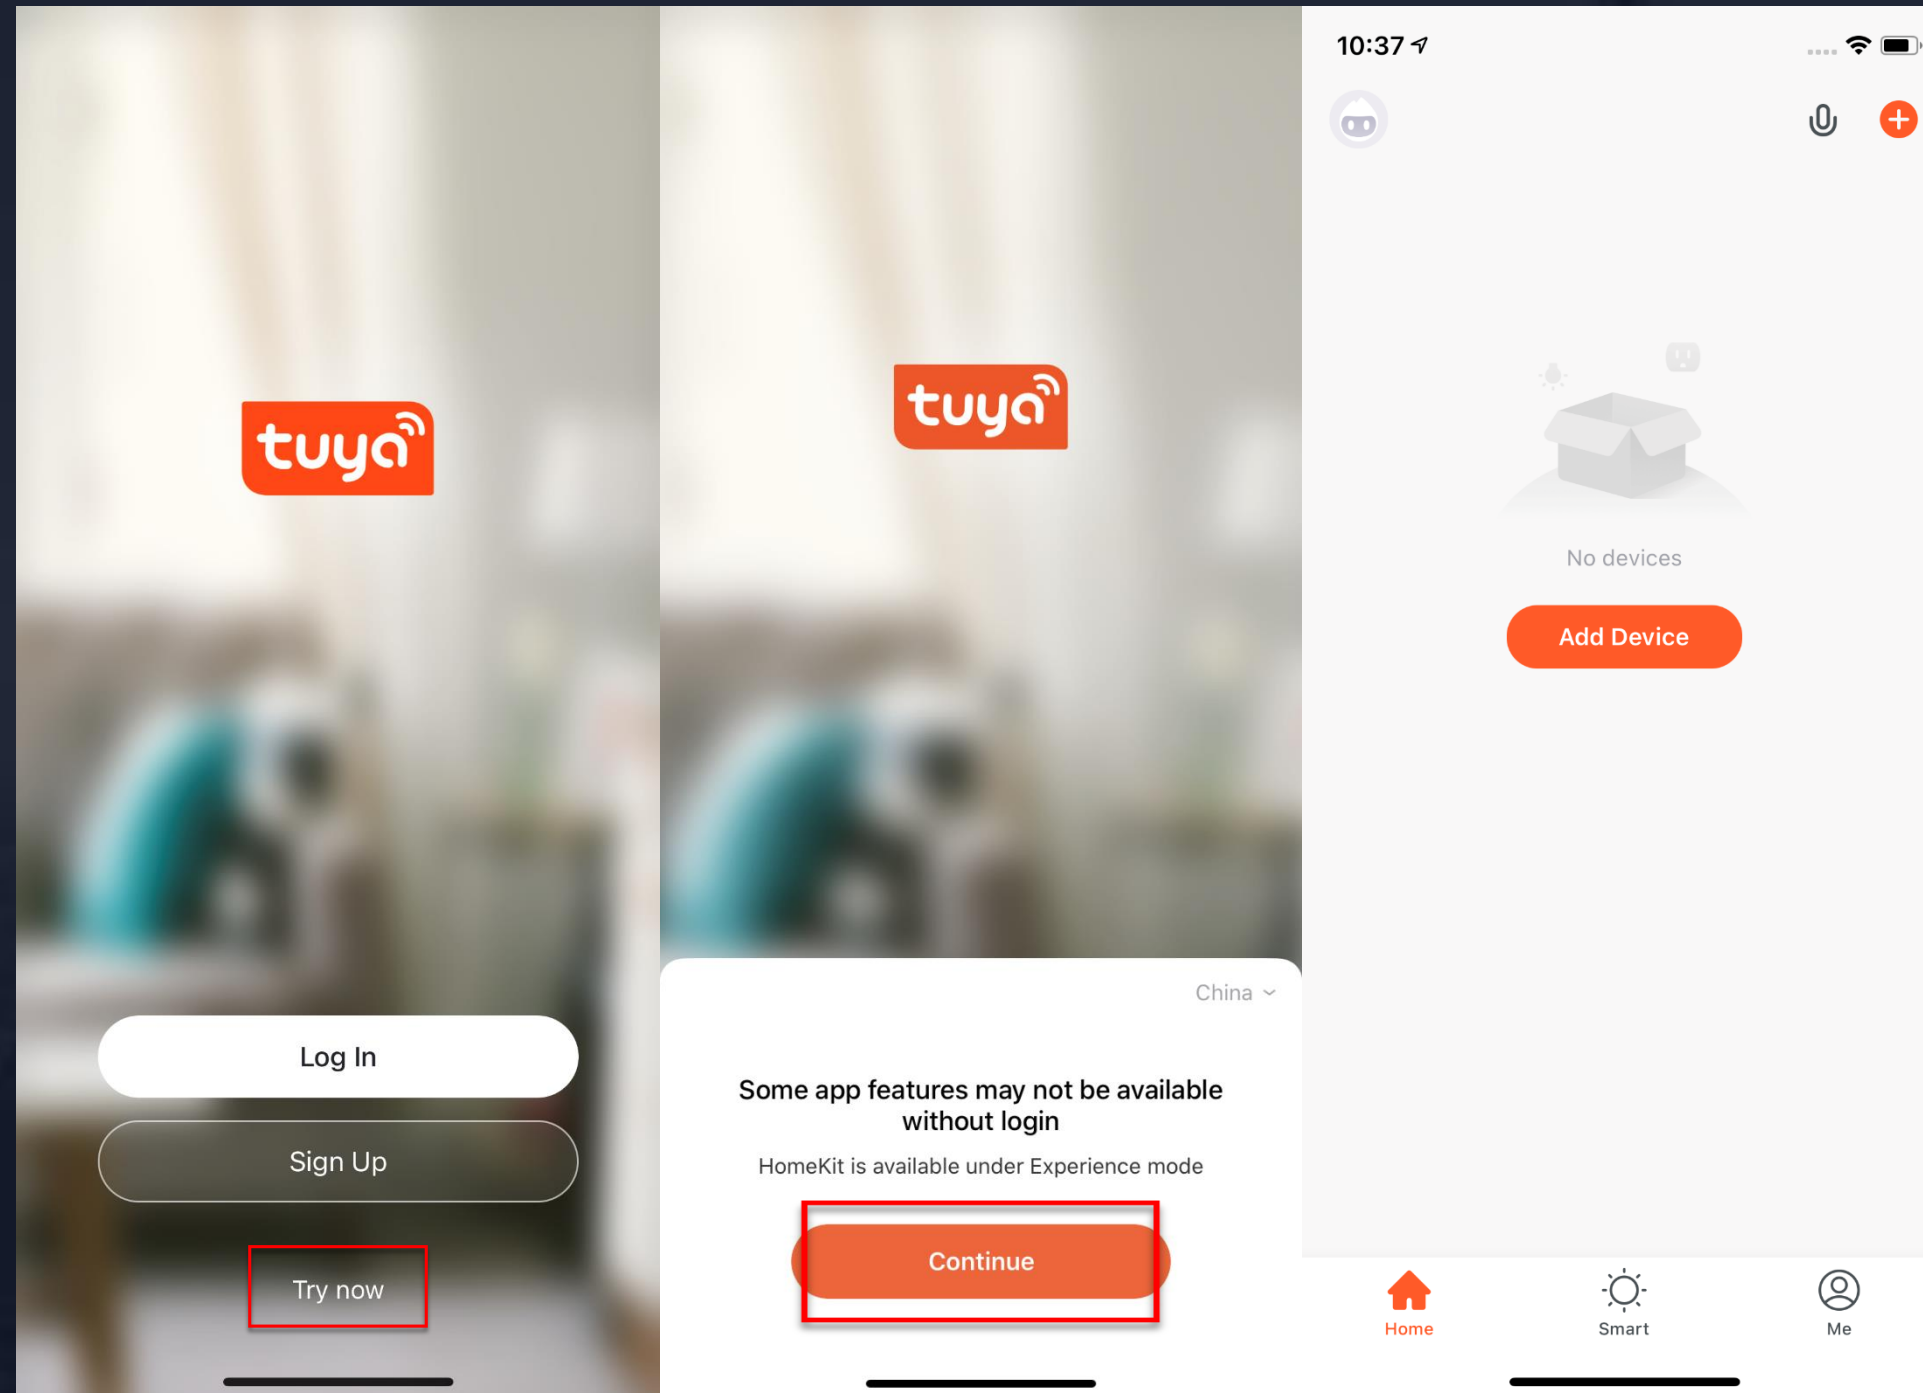 tuya
Log In
Sign Up
Try now
tuya
China
Some app features may not be available
without login
HomeKit is available under Experience mode
Continue
10:37
No devices
Add Device
Home
Smart
Me